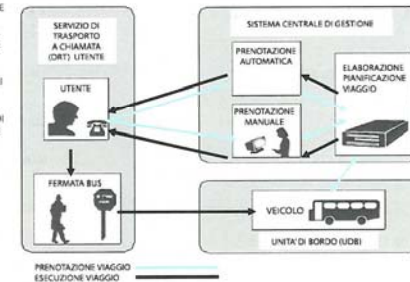 SERVIZIO DI
TRASPORTO
A CHIAMATA
(DRT) UTENTE
UTENTE
FERMATA BUS
SISTEMA CENTRALE DI GESTIONE
PRENOTAZIONE
AUTOMATICA
PRENOTAZIONE
MANUALE
ELABORAZIONE
PIANIFICAZIONE
VIAGGIO
VEICOLO
UNITA' DI BORDO (UDB)
PRENOTAZIONE VIAGGIO
ESECUZIONE VIAGGIO